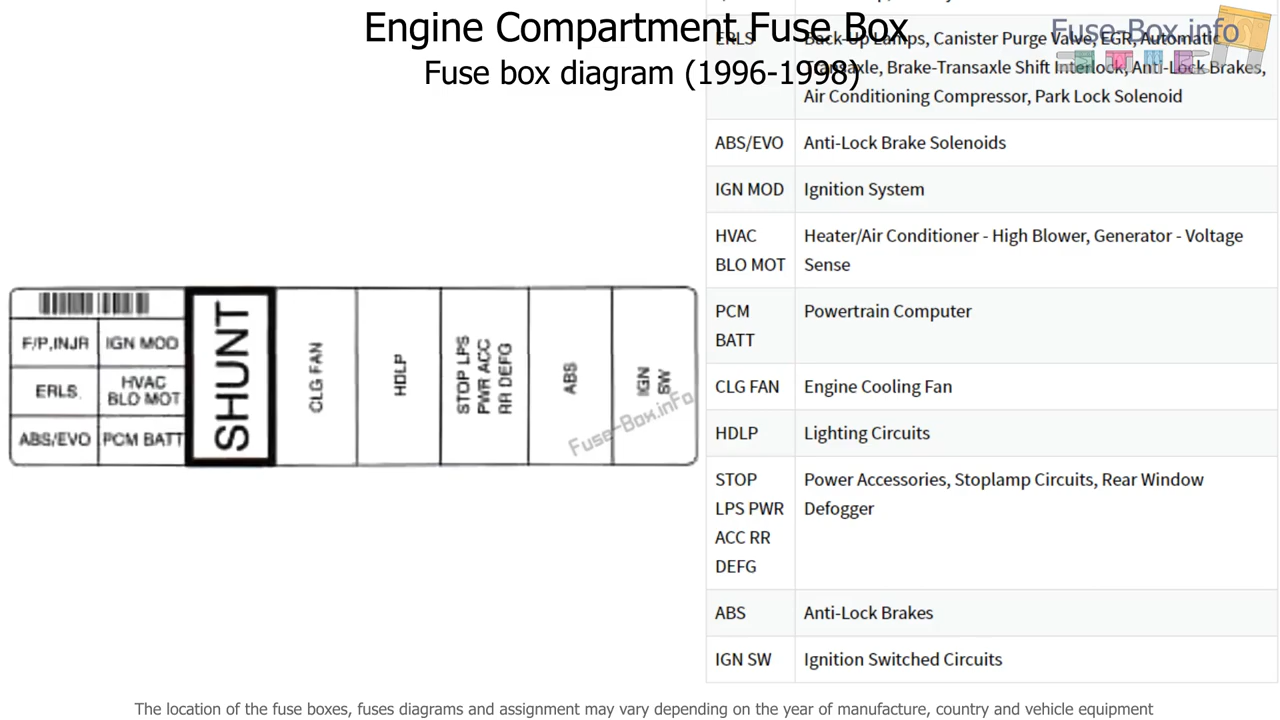 Engine Compartment Fuse Box
Fuse box diagram (1996-1998)
Fuse-Box.info
F/P,INJR
IGN MOD
ERLS.
HVAC
BLO MOT
ABS/EVO
PCM BATT
SHUNT
CLG FAN
HDLP
STOP LPS
PWR ACC
RR DEFG
ABS
IGN
SW
Fuse-Box.info
ERLS
Back-Up Lamps, Canister Purge Valve, EGR, Automatic
Transaxle, Brake-Transaxle Shift Interlock, Anti-Lock Brakes,
Air Conditioning Compressor, Park Lock Solenoid
ABS/EVO
Anti-Lock Brake Solenoids
IGN MOD
Ignition System
HVAC
BLO MOT
Heater/Air Conditioner - High Blower, Generator - Voltage
Sense
PCM
BATT
Powertrain Computer
CLG FAN
Engine Cooling Fan
HDLP
Lighting Circuits
STOP
LPS PWR
ACC RR
DEFG
Power Accessories, Stoplamp Circuits, Rear Window
Defogger
ABS
Anti-Lock Brakes
IGN SW
Ignition Switched Circuits
The location of the fuse boxes, fuses diagrams and assignment may vary depending on the year of manufacture, country and vehicle equipment